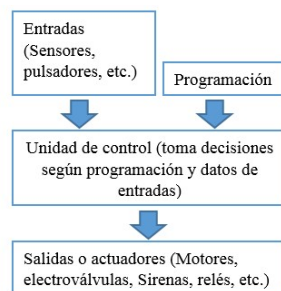 Entradas
(Sensores,
pulsadores, etc.)
Programación
Unidad de control (toma decisiones
según programación y datos de
entradas)
Salidas o actuadores (Motores,
electroválvulas, Sirenas, relés, etc.)